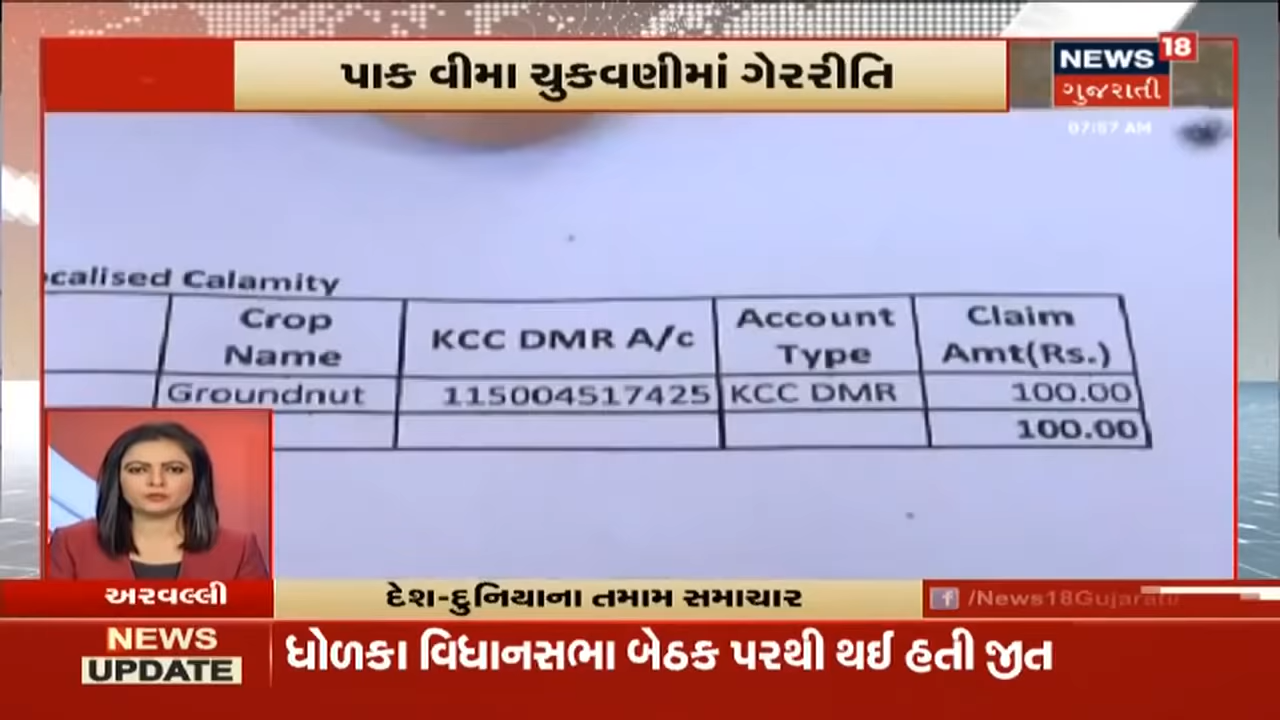 પાક વીમા ચુકવણીમાં ગેરરીતિ
NEWS 18
ગુજરાતી
07:57 AM
ocalised Calamity
Crop Name
KCC DMR A/c
Account Type
Claim Amt(Rs.)
Groundnut 115004517425 KCC DMR 100.00
100.00
અરવલ્લી
દેશ-દુનિયાના તમામ સમાચાર
/News18Gujarati
NEWS UPDATE
ધોળકા વિધાનસભા બેઠક પરથી થઈ હતી જીત